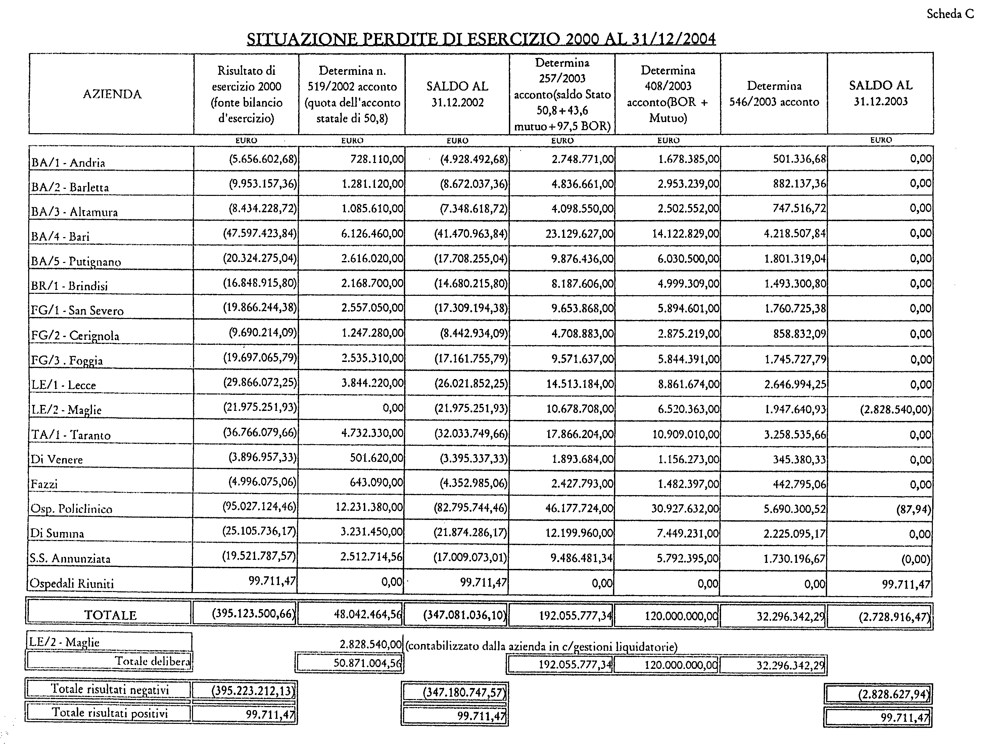 Scheda C
SITUAZIONE PERDITE DI ESERCIZIO 2000 AL 31/12/2004
AZIENDA | Risultato di esercizio 2000 (fonte bilancio d'esercizio) | Determina n. 519/2002 acconto (quota dell'acconto statale di 50,8) | SALDO AL 31.12.2002 | Determina 257/2003 acconto(saldo Stato 50,8+43,6 mutuo+97,5 BOR) | Determina 408/2003 acconto(BOR + Mutuo) | Determina 546/2003 acconto | SALDO AL 31.12.2003
EURO EURO EURO EURO EURO EURO
BA/1 - Andria (5.656.602,68) 728.110,00 (4.928.492,68) 2.748.771,00 1.678.385,00 501.336,68 0,00
BA/2 - Barletta (9.953.157,36) 1.281.120,00 (8.672.037,36) 4.836.661,00 2.953.239,00 882.137,36 0,00
BA/3 - Altamura (8.434.228,72) 1.085.610,00 (7.348.618,72) 4.098.550,00 2.502.552,00 747.516,72 0,00
BA/4 - Bari (47.597.423,84) 6.126.460,00 (41.470.963,84) 23.129.627,00 14.122.829,00 4.218.507,84 0,00
BA/5 - Putignano (20.324.275,04) 2.616.020,00 (17.708.255,04) 9.876.436,00 6.030.500,00 1.801.319,04 0,00
BR/1 - Brindisi (16.848.915,80) 2.168.700,00 (14.680.215,80) 8.187.606,00 4.999.309,00 1.493.300,80 0,00
FG/1 - San Severo (19.866.244,38) 2.557.050,00 (17.309.194,38) 9.653.868,00 5.894.601,00 1.760.725,38 0,00
FG/2 - Cerignola (9.690.214,09) 1.247.280,00 (8.442.934,09) 4.708.883,00 2.875.219,00 858.832,09 0,00
FG/3 . Foggia (19.697.065,79) 2.535.310,00 (17.161.755,79) 9.571.637,00 5.844.391,00 1.745.727,79 0,00
LE/1 - Lecce (29.866.072,25) 3.844.220,00 (26.021.852,25) 14.513.184,00 8.861.674,00 2.646.994,25 0,00
LE/2 - Maglie (21.975.251,93) 0,00 (21.975.251,93) 10.678.708,00 6.520.363,00 1.947.640,93 (2.828.540,00)
TA/1 - Taranto (36.766.079,66) 4.732.330,00 (32.033.749,66) 17.866.204,00 10.909.010,00 3.258.535,66 0,00
Di Venere (3.896.957,33) 501.620,00 (3.395.337,33) 1.893.684,00 1.156.273,00 345.380,33 0,00
Fazzi (4.996.075,06) 643.090,00 (4.352.985,06) 2.427.793,00 1.482.397,00 442.795,06 0,00
Osp. Policlinico (95.027.124,46) 12.231.380,00 (82.795.744,46) 46.177.724,00 30.927.632,00 5.690.300,52 (87,94)
Di Summa (25.105.736,17) 3.231.450,00 (21.874.286,17) 12.199.960,00 7.449.231,00 2.225.095,17 0,00
S.S. Annunziata (19.521.787,57) 2.512.714,56 (17.009.073,01) 9.486.481,34 5.792.395,00 1.730.196,67 (0,00)
Ospedali Riuniti 99.711,47 0,00 99.711,47 0,00 0,00 0,00 99.711,47
TOTALE (395.123.500,66) 48.042.464,56 (347.081.036,10) 192.055.777,34 120.000.000,00 32.296.342,29 (2.728.916,47)
LE/2 - Maglie 2.828.540,00 (contabilizzato dalla azienda in c/gestioni liquidatorie)
Totale delibera 50.871.004,56 192.055.777,34 120.000.000,00 32.296.342,29
Totale risultati negativi (395.223.212,13) (347.180.747,57) (2.828.627,94)
Totale risultati positivi 99.711,47 99.711,47 99.711,47